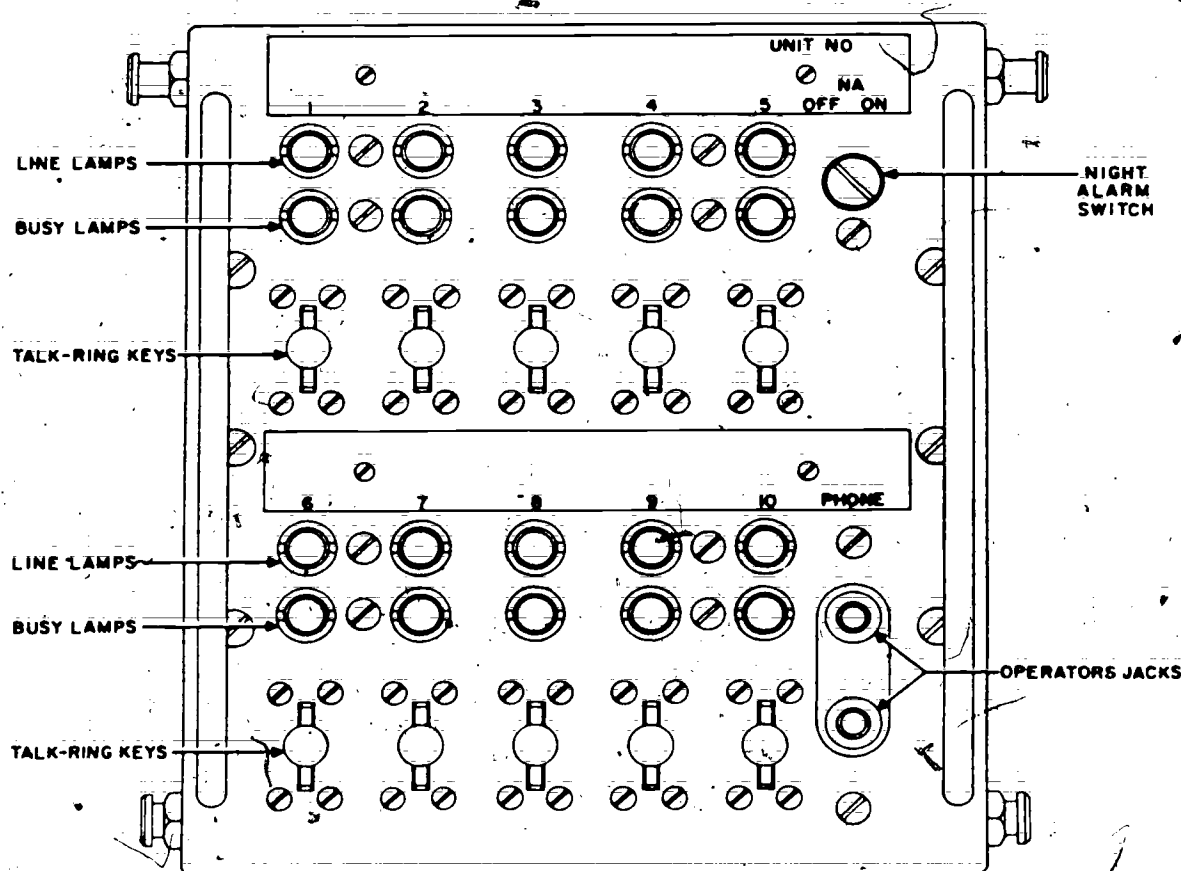 UNIT NO
NA
1 2 3 4 5 OFF ON
LINE LAMPS
NIGHT
ALARM
SWITCH
BUSY LAMPS
TALK-RING KEYS
6 7 8 9 10 PHONE
LINE LAMPS
BUSY LAMPS
OPERATORS JACKS
TALK-RING KEYS